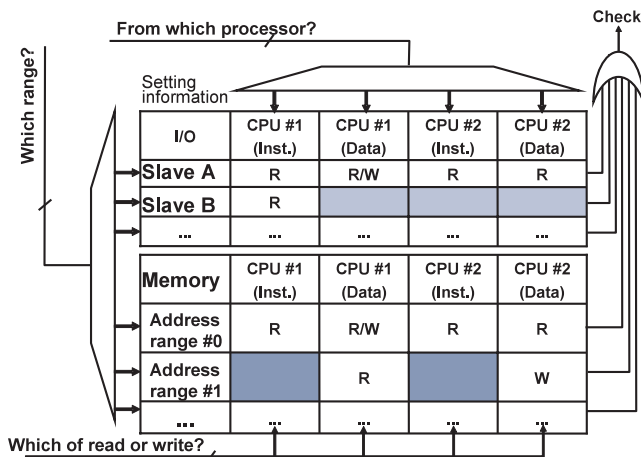 Check
From which processor?
Which range?
Setting
information
I/O CPU #1 CPU #1 CPU #2 CPU #2
(Inst.) (Data) (Inst.) (Data)
Slave A R R/W R R
Slave B R
... ... ... ... ...
Memory CPU #1 CPU #1 CPU #2 CPU #2
(Inst.) (Data) (Inst.) (Data)
Address
range #0 R R/W R R
Address
range #1 R W
... ... ... ... ...
Which of read or write?